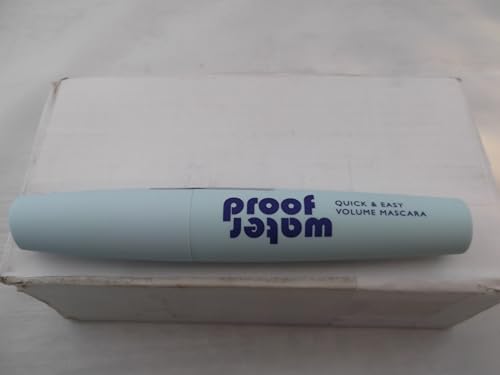 proof
water
QUICK & EASY
VOLUME MASCARA